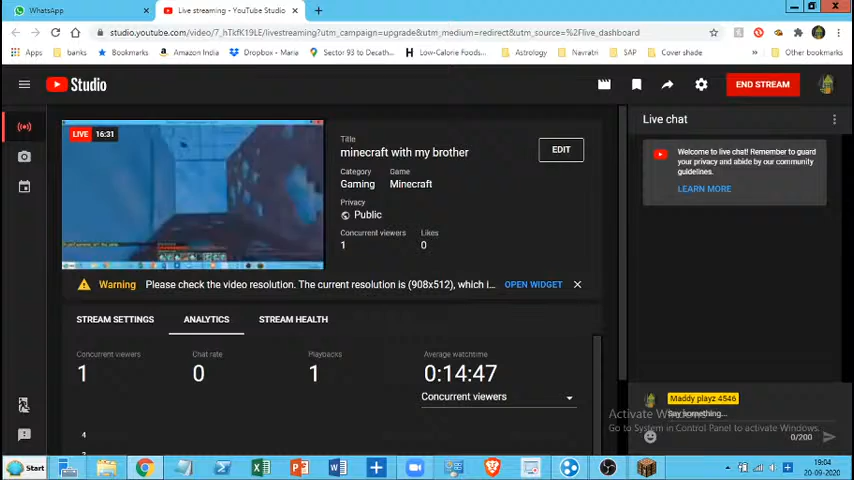 WhatsApp
Live streaming - YouTube Studio
studio.youtube.com/video/7_hTkfK19LE/livestreaming?utm_campaign=upgrade&utm_medium=redirect&utm_source=%2Flive_dashboard
Apps banks Bookmarks Amazon India Dropbox - Marie Sector 93 to Decath... Low-Calorie Foods... Astrology Navratri SAP Cover shade Other bookmarks
Studio
END STREAM
LIVE 16:31
Title
minecraft with my brother
EDIT
Category Game
Gaming Minecraft
Privacy
Public
Concurrent viewers Likes
1 0
Warning Please check the video resolution. The current resolution is (908x512), which i... OPEN WIDGET
STREAM SETTINGS ANALYTICS STREAM HEALTH
Concurrent viewers Chat rate Playbacks Average watchtime
1 0 1 0:14:47
Concurrent viewers
4
Live chat
Welcome to live chat! Remember to guard
your privacy and abide by our community
guidelines.
LEARN MORE
Maddy playz 4546
Say something...
Activate Windows
Go to System in Control Panel to activate Windows.
0/200
Start
19:04
20-09-2020